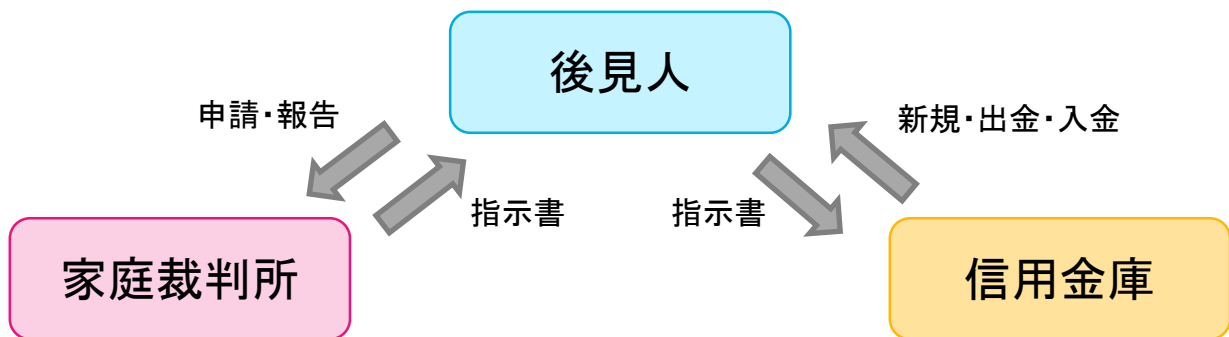 後見人
申請・報告
新規・出金・入金
指示書
指示書
家庭裁判所
信用金庫